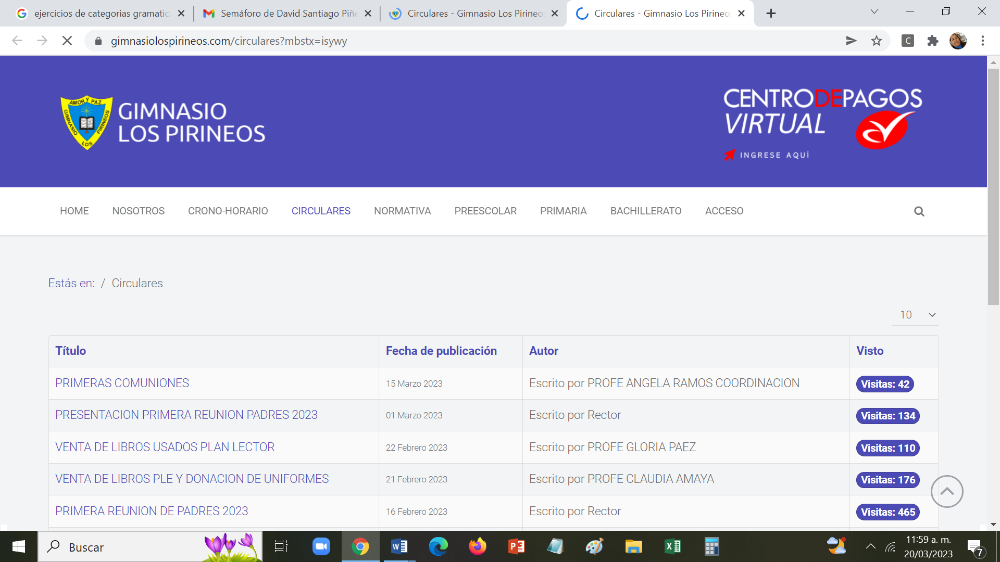 ejercicios de categorias gramatic
Semáforo de David Santiago Piñe
Circulares - Gimnasio Los Pirineo
Circulares - Gimnasio Los Pirineo
gimnasiolospirineos.com/circulares?mbstx=isywy
C
AMOR Y PAZ
GIMNASIO
LOS
PIRINEOS
GIMNASIO
LOS PIRINEOS
CENTRODEPAGOS
VIRTUAL
INGRESE AQUÍ
HOME NOSOTROS CRONO-HORARIO CIRCULARES NORMATIVA PREESCOLAR PRIMARIA BACHILLERATO ACCESO
Estás en: / Circulares
10
Título Fecha de publicación Autor Visto
PRIMERAS COMUNIONES 15 Marzo 2023 Escrito por PROFE ANGELA RAMOS COORDINACION Visitas: 42
PRESENTACION PRIMERA REUNION PADRES 2023 01 Marzo 2023 Escrito por Rector Visitas: 134
VENTA DE LIBROS USADOS PLAN LECTOR 22 Febrero 2023 Escrito por PROFE GLORIA PAEZ Visitas: 110
VENTA DE LIBROS PLE Y DONACION DE UNIFORMES 21 Febrero 2023 Escrito por PROFE CLAUDIA AMAYA Visitas: 176
PRIMERA REUNION DE PADRES 2023 16 Febrero 2023 Escrito por Rector Visitas: 465
Buscar
11:59 a. m.
20/03/2023
7